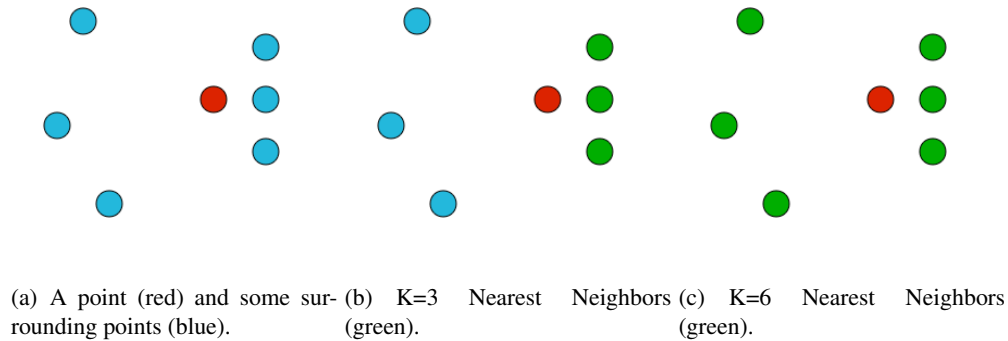 (a) A point (red) and some sur-
rounding points (blue).
(b) K=3 Nearest Neighbors
(green).
(c) K=6 Nearest Neighbors
(green).